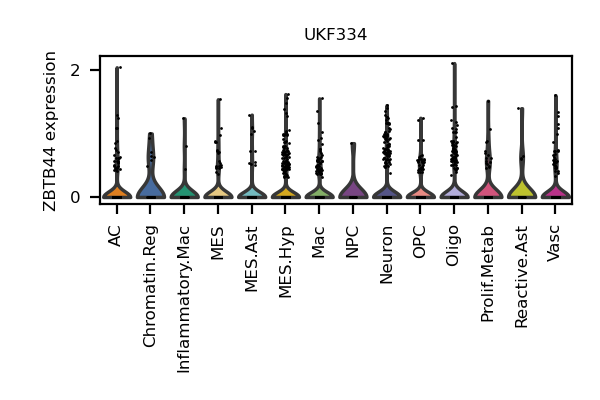 UKF334
ZBTB44 expression
2
0
AC
Chromatin.Reg
Inflammatory.Mac
MES
MES.Ast
MES.Hyp
Mac
NPC
Neuron
OPC
Oligo
Prolif.Metab
Reactive.Ast
Vasc